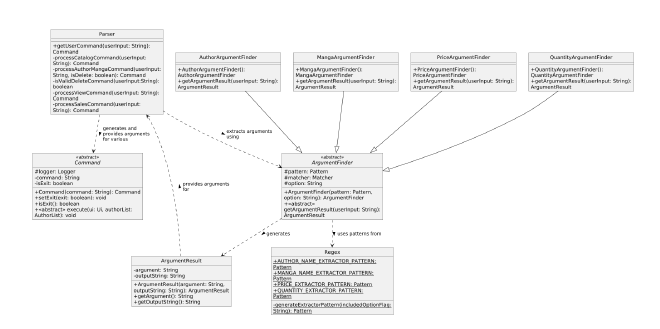 Parser
+getUserCommand(userInput: String):
Command
-processCatalogCommand(userInput:
String): Command
-processAuthorMangaCommand(userInput:
String, isDelete: boolean): Command
-isValidDeleteCommand(userInput:String):
boolean
-processViewCommand(userInput: String):
Command
-processSalesCommand(userInput:
String): Command
AuthorArgumentFinder
+AuthorArgumentFinder():
AuthorArgumentFinder
+getArgumentResult(userInput: String):
ArgumentResult
MangaArgumentFinder
+MangaArgumentFinder():
MangaArgumentFinder
+getArgumentResult(userInput: String):
ArgumentResult
PriceArgumentFinder
+PriceArgumentFinder():
PriceArgumentFinder
+getArgumentResult(userInput: String):
ArgumentResult
QuantityArgumentFinder
+QuantityArgumentFinder():
QuantityArgumentFinder
+getArgumentResult(userInput: String):
ArgumentResult
generates and
provides arguments
for various
extracts arguments
using
«abstract»
Command
#logger: Logger
-command: String
-isExit: boolean
+Command(command: String): Command
+setExit(exit: boolean): void
+isExit(): boolean
+«abstract» execute(ui: Ui, authorList:
AuthorList): void
provides arguments
for
«abstract»
ArgumentFinder
#pattern: Pattern
#matcher: Matcher
#option: String
+ArgumentFinder(pattern: Pattern,
option: String): ArgumentFinder
+«abstract»
getArgumentResult(userInput: String):
ArgumentResult
generates
uses patterns from
ArgumentResult
-argument: String
-outputString: String
+ArgumentResult(argument: String,
outputString: String): ArgumentResult
+getArgument(): String
+getOutputString(): String
Regex
+AUTHOR_NAME_EXTRACTOR_PATTERN:
Pattern
+MANGA_NAME_EXTRACTOR_PATTERN:
Pattern
+PRICE_EXTRACTOR_PATTERN: Pattern
+QUANTITY_EXTRACTOR_PATTERN:
Pattern
-generateExtractorPattern(includedOptionFlag:
String): Pattern